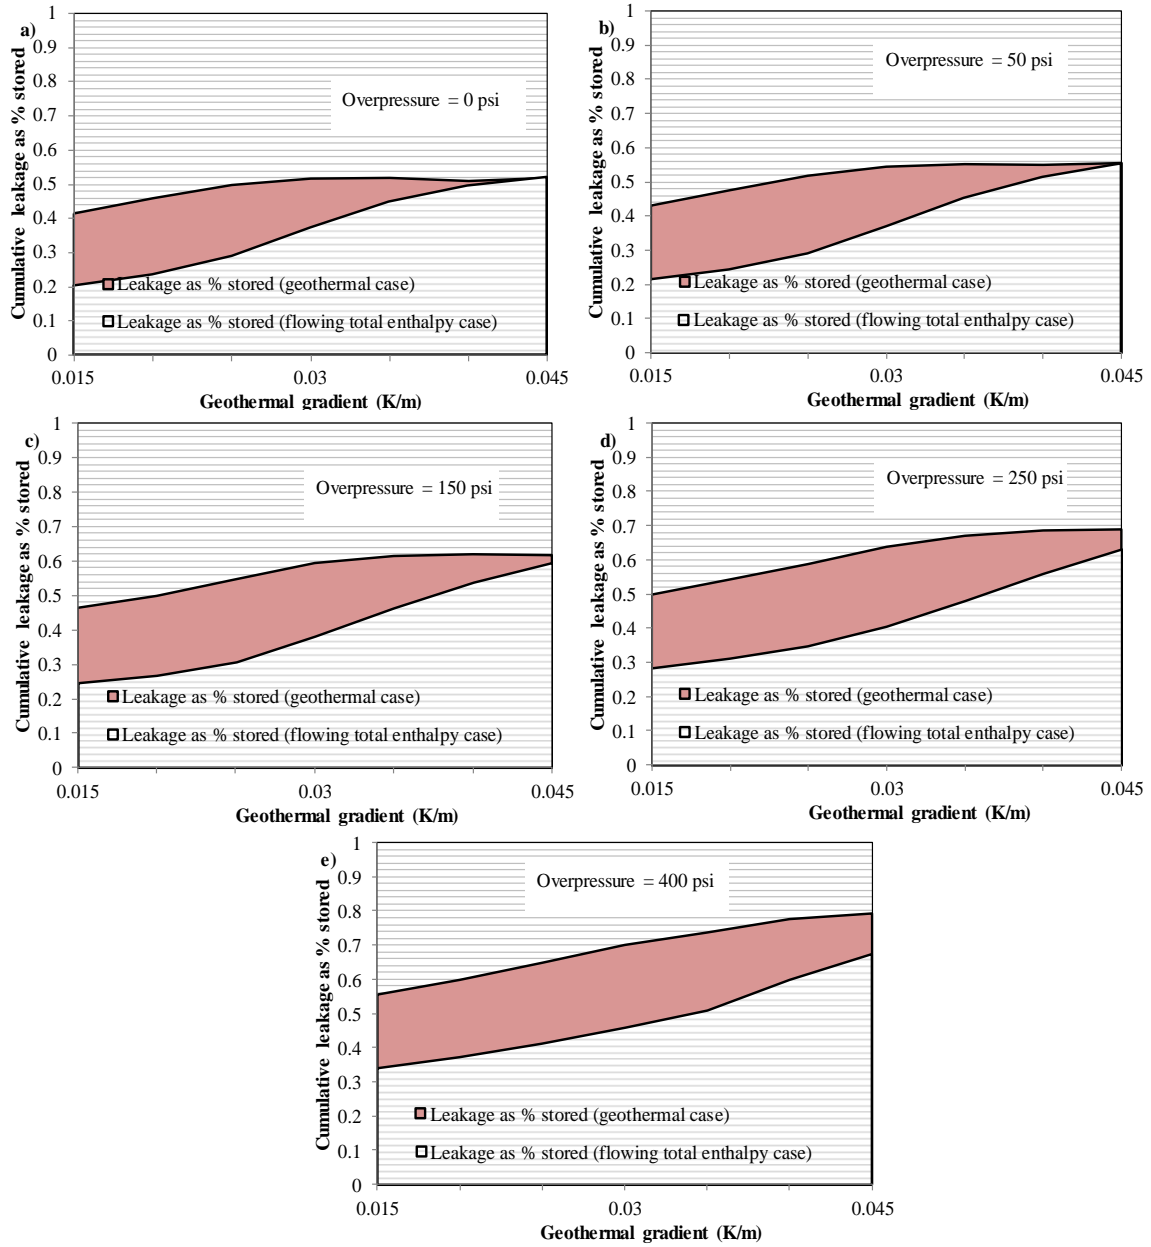 a)
Cumulative leakage as % stored
1
0.9
0.8
0.7
0.6
0.5
0.4
0.3
0.2
0.1
0
Overpressure = 0 psi
Leakage as % stored (geothermal case)
Leakage as % stored (flowing total enthalpy case)
0.015
0.03
0.045
Geothermal gradient (K/m)
b)
Cumulative leakage as % stored
1
0.9
0.8
0.7
0.6
0.5
0.4
0.3
0.2
0.1
0
Overpressure = 50 psi
Leakage as % stored (geothermal case)
Leakage as % stored (flowing total enthalpy case)
0.015
0.03
0.045
Geothermal gradient (K/m)
c)
Cumulative leakage as % stored
1
0.9
0.8
0.7
0.6
0.5
0.4
0.3
0.2
0.1
0
Overpressure = 150 psi
Leakage as % stored (geothermal case)
Leakage as % stored (flowing total enthalpy case)
0.015
0.03
0.045
Geothermal gradient (K/m)
d)
Cumulative leakage as % stored
1
0.9
0.8
0.7
0.6
0.5
0.4
0.3
0.2
0.1
0
Overpressure = 250 psi
Leakage as % stored (geothermal case)
Leakage as % stored (flowing total enthalpy case)
0.015
0.03
0.045
Geothermal gradient (K/m)
e)
Cumulative leakage as % stored
1
0.9
0.8
0.7
0.6
0.5
0.4
0.3
0.2
0.1
0
Overpressure = 400 psi
Leakage as % stored (geothermal case)
Leakage as % stored (flowing total enthalpy case)
0.015
0.03
0.045
Geothermal gradient (K/m)